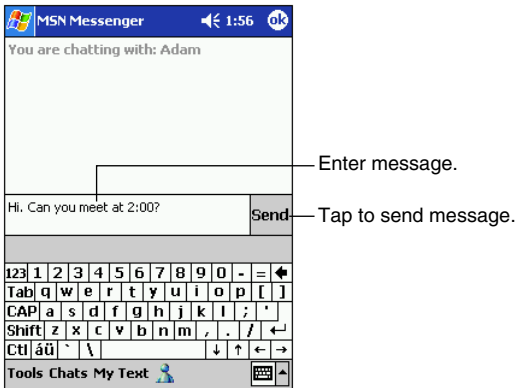 MSN Messenger 1:56 ok
You are chatting with: Adam
Enter message.
Hi. Can you meet at 2:00?
Send
Tap to send message.
123 1 2 3 4 5 6 7 8 9 0 - =
Tab q w e r t y u i o p [ ]
CAP a s d f g h j k l ; '
Shift z x c v b n m , . /
Ctl áü ` \ ↓ ↑ ← →
Tools Chats My Text